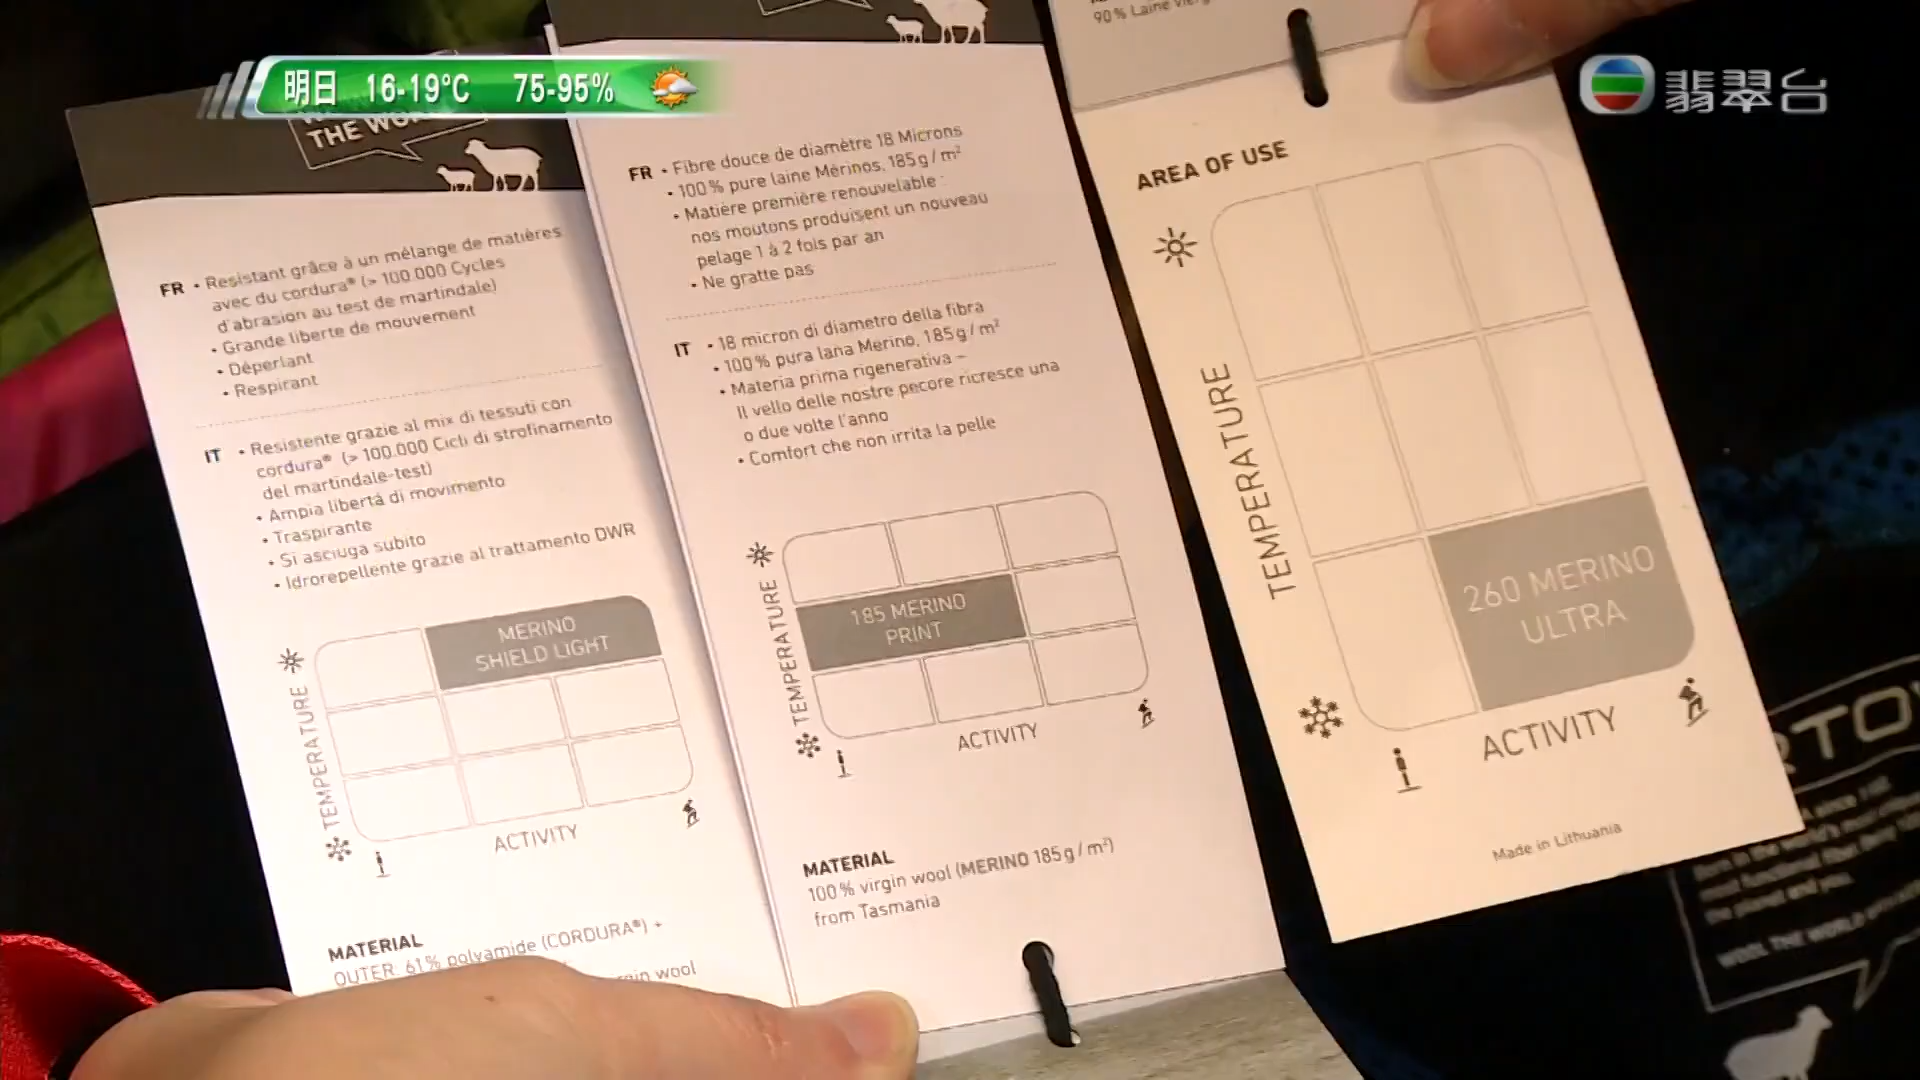 明日 16-19°C 75-95%
翡翠台
THE
FR • Resistant grâce à un mélange de matières
avec du cordura® (> 100.000 Cycles
d'abrasion au test de martindale)
• Grande liberte de mouvement
• Déperlant
• Respirant
IT • Resistente grazie al mix di tessuti con
cordura® (> 100.000 Cicli di strofinamento
del martindale-test)
• Ampia libertà di movimento
• Traspirante
• Si asciuga subito
• Idrorepellente grazie al trattamento DWR
MERINO
SHIELD LIGHT
TEMPERATURE
ACTIVITY
MATERIAL
OUTER: 61% polyamide (CORDURA®) +
wool
FR • Fibre douce de diamètre 18 Microns
• 100% pure laine Mérinos, 185 g/m²
• Matière première renouvelable :
nos moutons produisent un nouveau
pelage 1 à 2 fois par an
• Ne gratte pas
IT • 18 micron di diametro della fibra
• 100% pura lana Merino, 185 g/m²
• Materia prima rigenerativa –
Il vello delle nostre pecore ricresce una
o due volte l'anno
• Comfort che non irrita la pelle
185 MERINO
PRINT
TEMPERATURE
ACTIVITY
MATERIAL
100% virgin wool (MERINO 185 g/m²)
from Tasmania
90% Laine
AREA OF USE
TEMPERATURE
260 MERINO
ULTRA
ACTIVITY
Made in Lithuania
WOOL THE WORLD